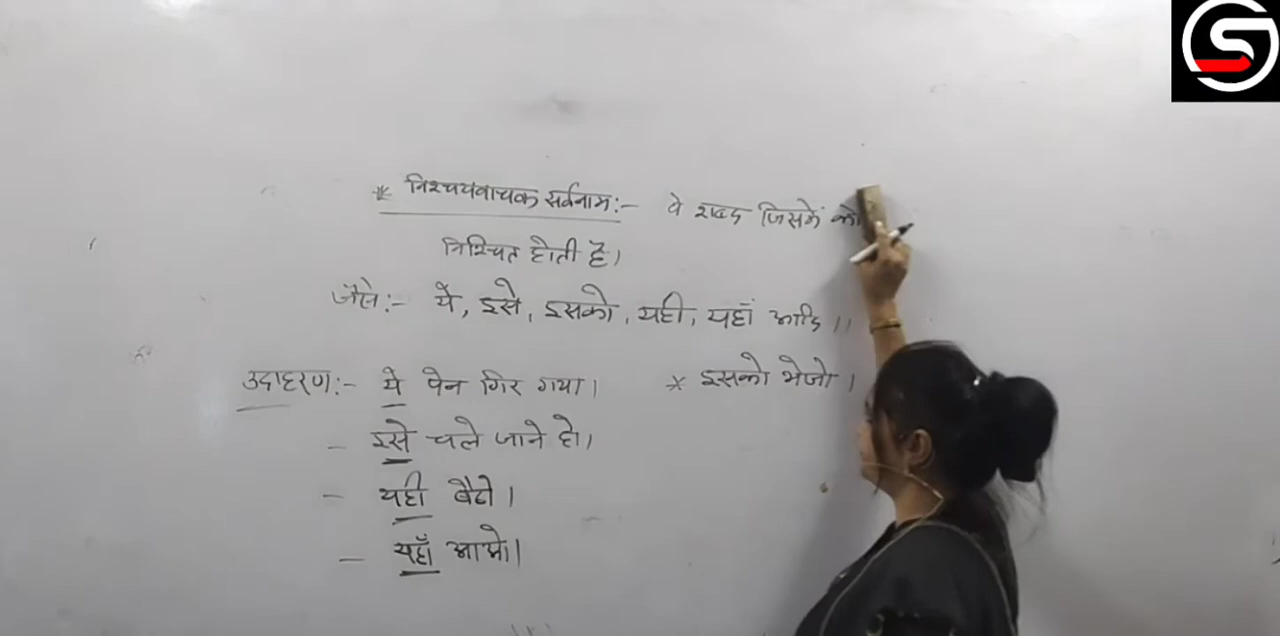 * निश्चयवाचक सर्वनाम:- वे शब्द जिसकें को
निश्चित होती है।
जैसे:- ये, इसे, इसको, यही, यहाँ आदि।।
उदाहरण:- ये पेन गिर गया।
* इसको भेजो।
- इसे चले जाने दो।
- यही बैठो।
- यहाँ आओ।